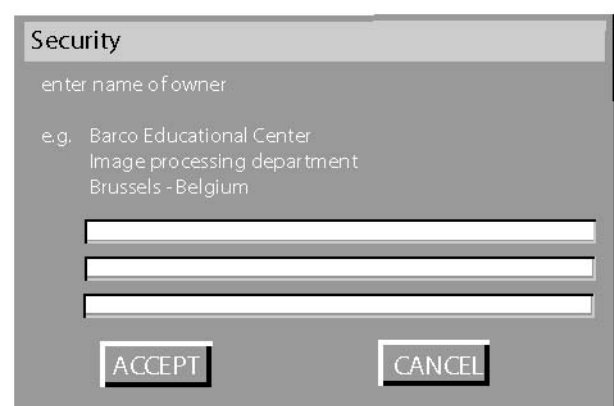 Security
enter name of owner
e.g. Barco Educational Center
Image processing department
Brussels - Belgium
ACCEPT CANCEL